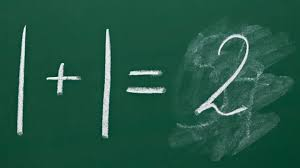 1 + 1 = 2